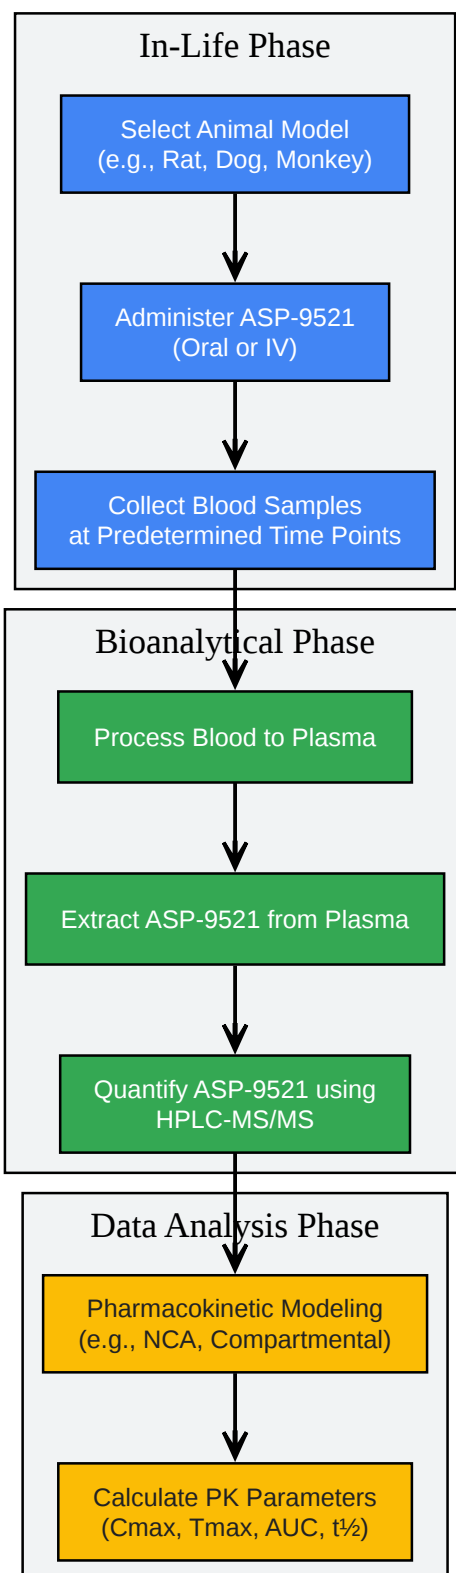 In-Life Phase
Select Animal Model
(e.g., Rat, Dog, Monkey)
Administer ASP-9521
(Oral or IV)
Collect Blood Samples
at Predetermined Time Points
Bioanalytical Phase
Process Blood to Plasma
Extract ASP-9521 from Plasma
Quantify ASP-9521 using
HPLC-MS/MS
Data Analysis Phase
Pharmacokinetic Modeling
(e.g., NCA, Compartmental)
Calculate PK Parameters
(Cmax, Tmax, AUC, t½)